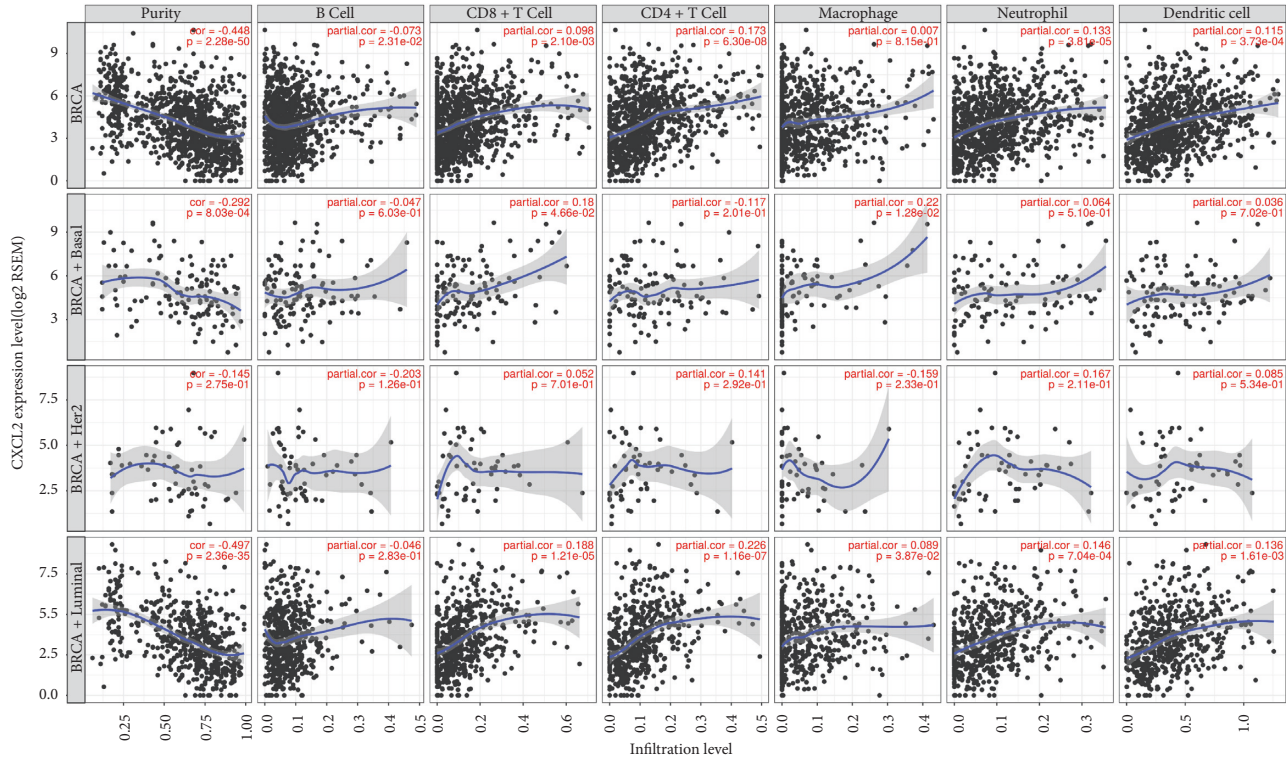 Purity
B Cell
CD8 + T Cell
CD4 + T Cell
Macrophage
Neutrophil
Dendritic cell
CXCL2 expression level(log2 RSEM)
BRCA
9
6
3
0
cor = -0.448
p = 2.28e-50
partial.cor = -0.073
p = 2.31e-02
partial.cor = 0.098
p = 2.10e-03
partial.cor = 0.173
p = 6.30e-08
partial.cor = 0.007
p = 8.15e-01
partial.cor = 0.133
p = 3.81e-05
partial.cor = 0.115
p = 3.73e-04
BRCA + Basal
9
6
3
cor = -0.292
p = 8.03e-04
partial.cor = -0.047
p = 6.03e-01
partial.cor = 0.18
p = 4.66e-02
partial.cor = -0.117
p = 2.01e-01
partial.cor = 0.22
p = 1.28e-02
partial.cor = 0.064
p = 5.10e-01
partial.cor = 0.036
p = 7.02e-01
BRCA + Her2
7.5
5.0
2.5
cor = -0.145
p = 2.75e-01
partial.cor = -0.203
p = 1.26e-01
partial.cor = 0.052
p = 7.01e-01
partial.cor = 0.141
p = 2.92e-01
partial.cor = -0.159
p = 2.33e-01
partial.cor = 0.167
p = 2.11e-01
partial.cor = 0.085
p = 5.34e-01
BRCA + Luminal
7.5
5.5
2.5
0.0
cor = -0.497
p = 2.36e-35
partial.cor = -0.046
p = 2.83e-01
partial.cor = 0.188
p = 1.21e-05
partial.cor = 0.226
p = 1.16e-07
partial.cor = 0.089
p = 3.87e-02
partial.cor = 0.146
p = 7.04e-04
partial.cor = 0.136
p = 1.61e-03
0.25 0.50 0.75 1.00
0.0 0.1 0.2 0.3 0.4 0.5
0.0 0.2 0.4 0.6
0.0 0.1 0.2 0.3 0.4 0.5
0.0 0.1 0.2 0.3 0.4
0.0 0.1 0.2 0.3
0.0 0.5 1.0
Infiltration level